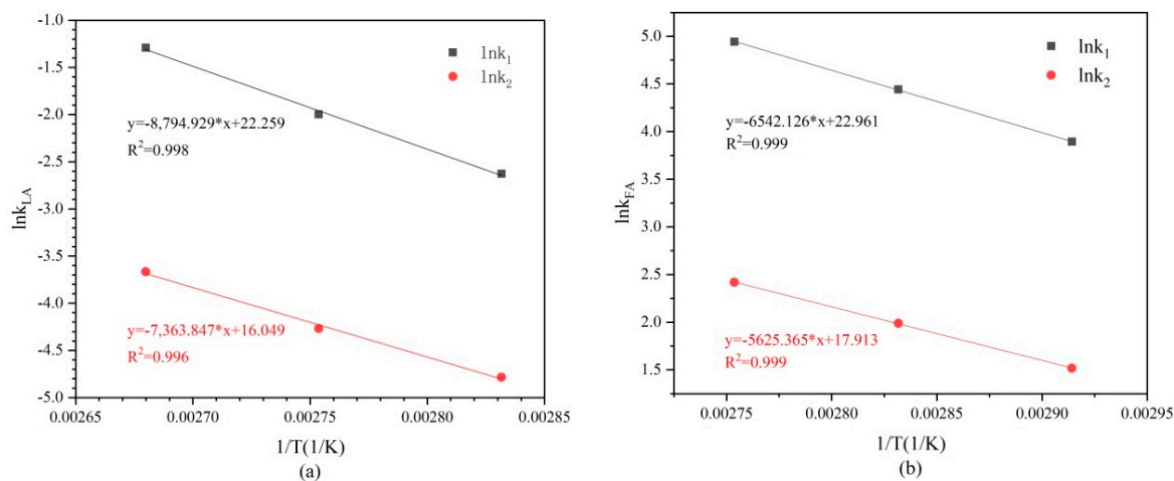 -1.0
-1.5
-2.0
-2.5
-3.0
-3.5
-4.0
-4.5
-5.0
lnk_LA
lnk₁
lnk₂
y=-8,794.929*x+22.259
R²=0.998
y=-7,363.847*x+16.049
R²=0.996
0.00265 0.00270 0.00275 0.00280 0.00285
1/T(1/K)
(a)
5.0
4.5
4.0
3.5
3.0
2.5
2.0
1.5
lnk_FA
lnk₁
lnk₂
y=-6542.126*x+22.961
R²=0.999
y=-5625.365*x+17.913
R²=0.999
0.00275 0.00280 0.00285 0.00290 0.00295
1/T(1/K)
(b)